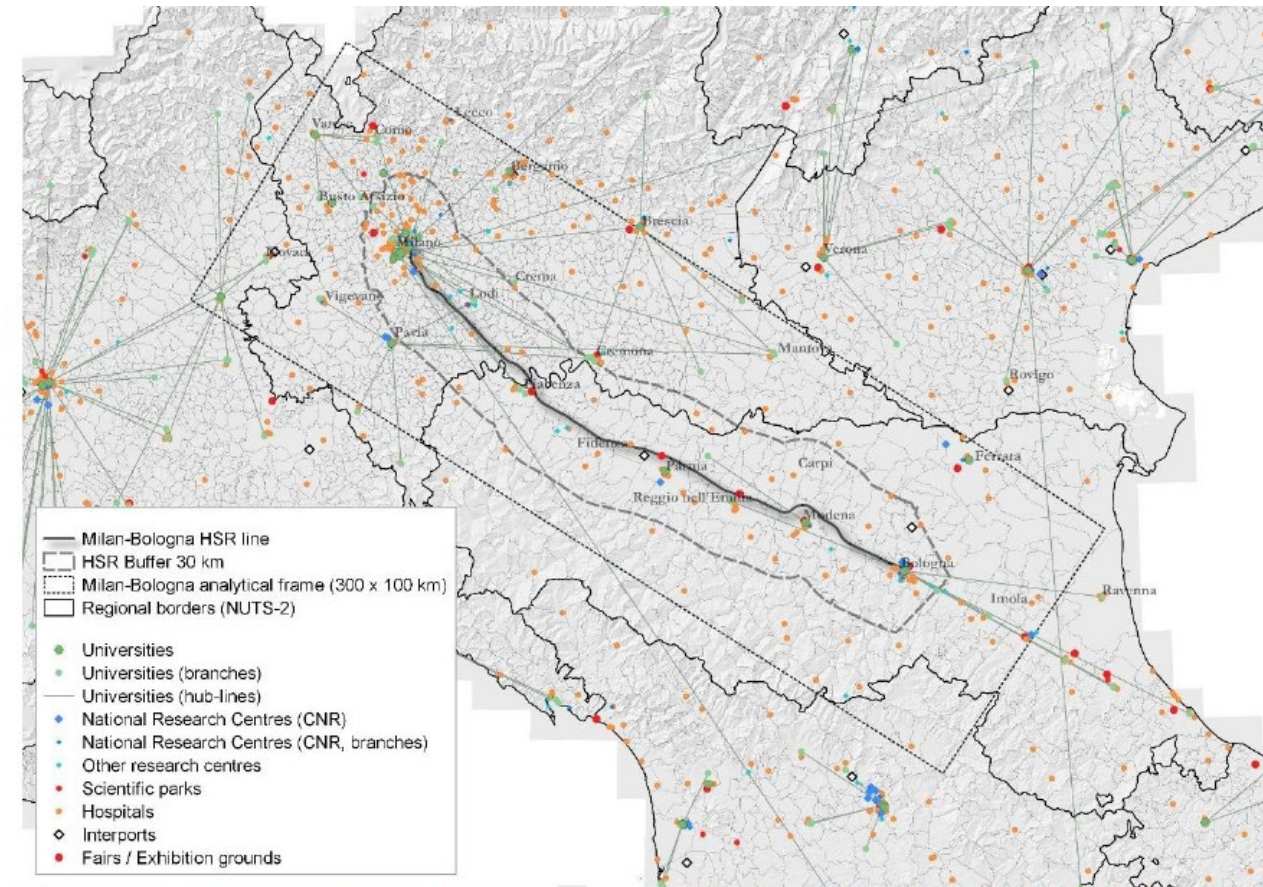 Lecco
Varese
Como
Bergamo
Busto Arsizio
Brescia
Milano
Novara
Verona
Crema
Vigevano
Lodi
Pavia
Cremona
Mantova
Piacenza
Rovigo
Fidenza
Parma
Carpi
Ferrara
Reggio nell'Emilia
Modena
Bologna
Imola
Ravenna
Milan-Bologna HSR line
HSR Buffer 30 km
Milan-Bologna analytical frame (300 x 100 km)
Regional borders (NUTS-2)
Universities
Universities (branches)
Universities (hub-lines)
National Research Centres (CNR)
National Research Centres (CNR, branches)
Other research centres
Scientific parks
Hospitals
Interports
Fairs / Exhibition grounds